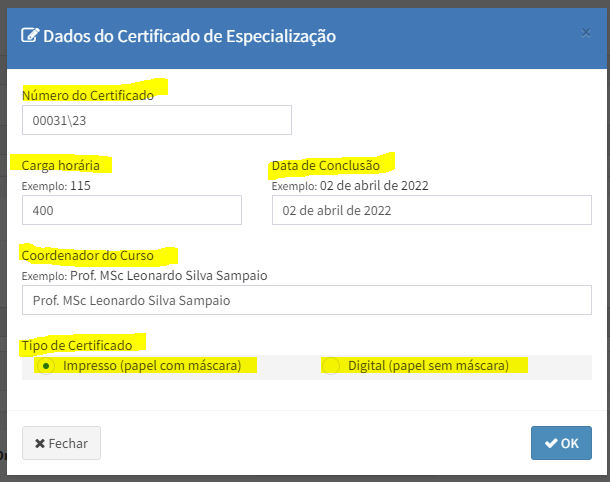 Dados do Certificado de Especialização
×
Número do Certificado
00031\23
Carga horária
Exemplo: 115
400
Data de Conclusão
Exemplo: 02 de abril de 2022
02 de abril de 2022
Coordenador do Curso
Exemplo: Prof. MSc Leonardo Silva Sampaio
Prof. MSc Leonardo Silva Sampaio
Tipo de Certificado
Impresso (papel com máscara)
Digital (papel sem máscara)
Fechar
OK